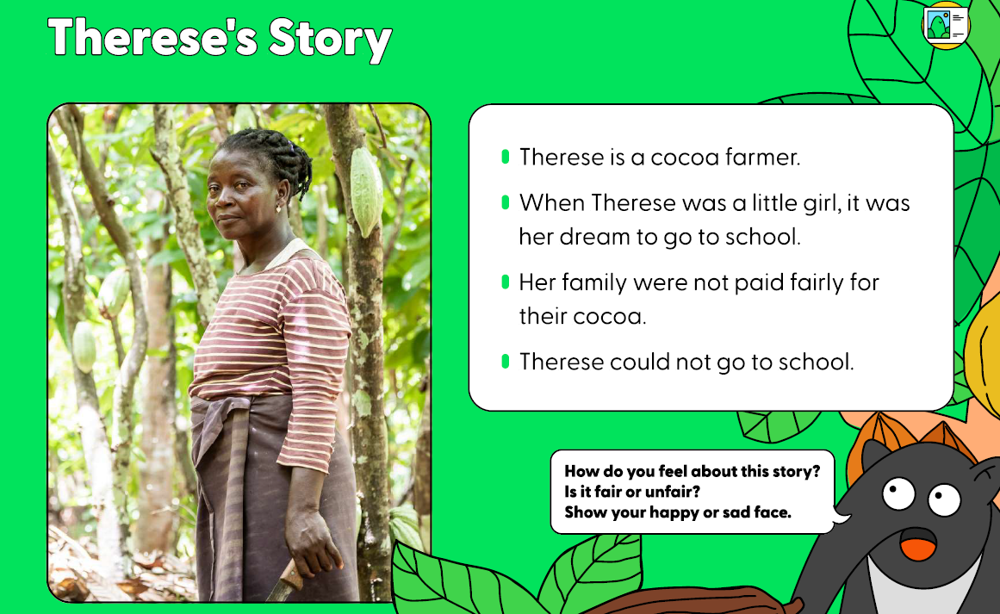 Therese's Story
Therese is a cocoa farmer.
When Therese was a little girl, it was
her dream to go to school.
Her family were not paid fairly for
their cocoa.
Therese could not go to school.
How do you feel about this story?
Is it fair or unfair?
Show your happy or sad face.